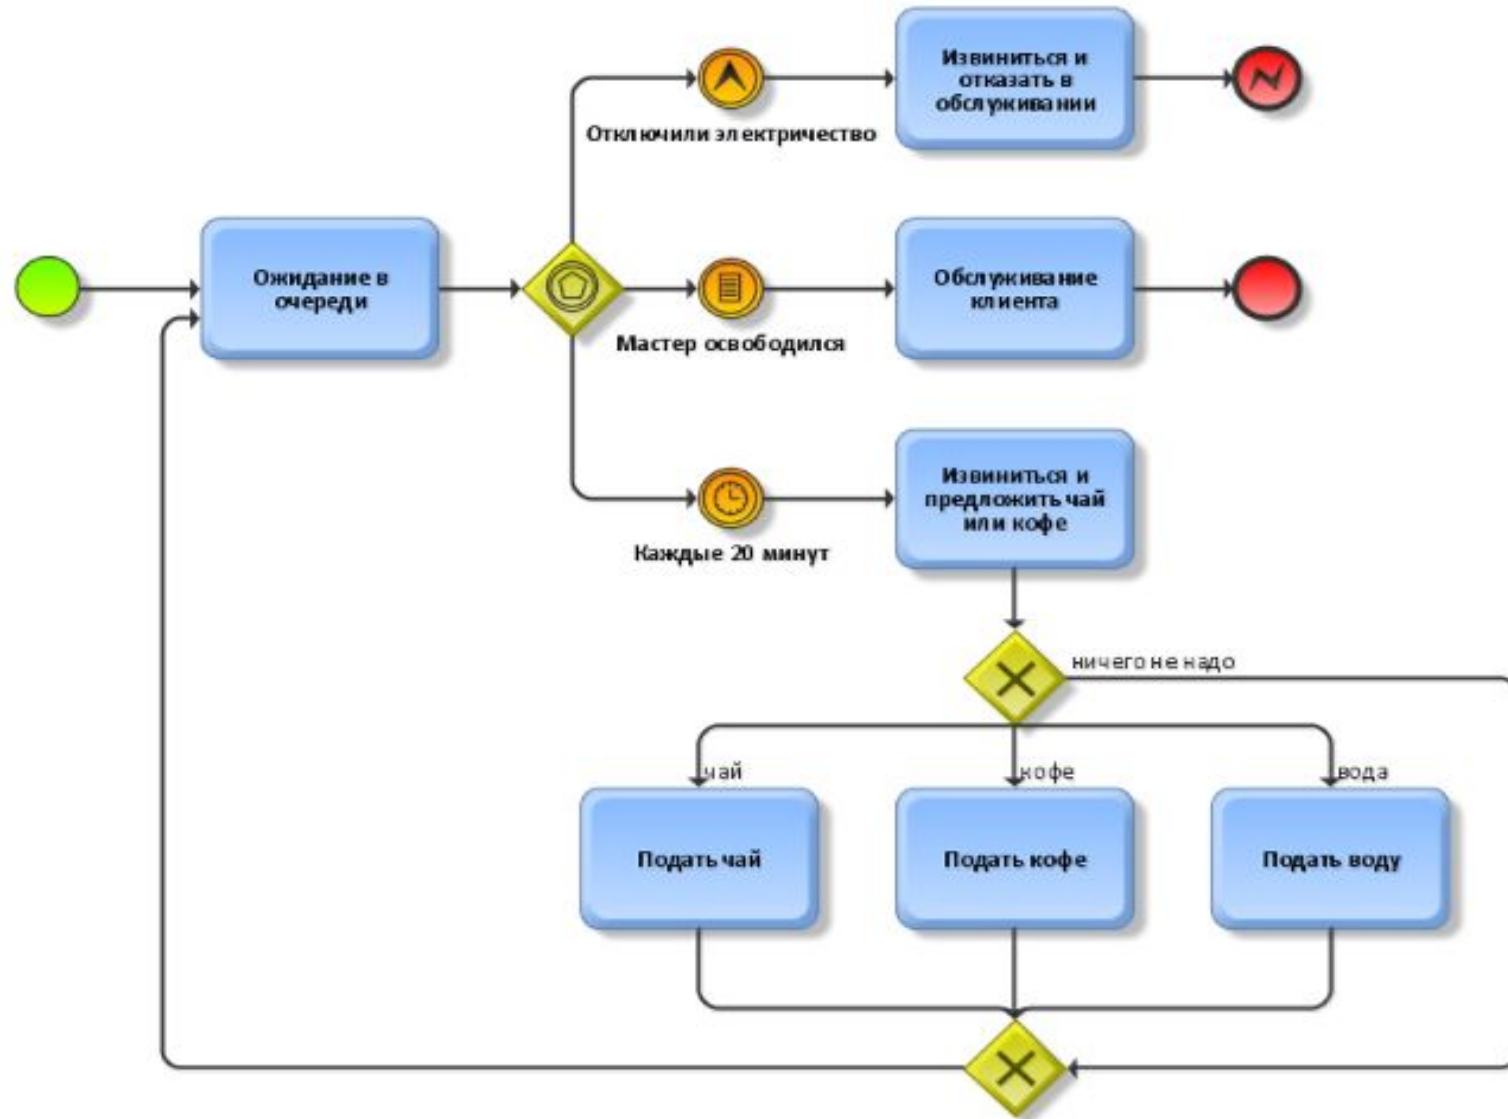 Извиниться и
отказать в
обслуживании
Отключили электричество
Ожидание в
очереди
Обслуживание
клиента
Мастер освободился
Извиниться и
предложить чай
или кофе
Каждые 20 минут
ничего не надо
чай
кофе
вода
Подать чай
Подать кофе
Подать воду